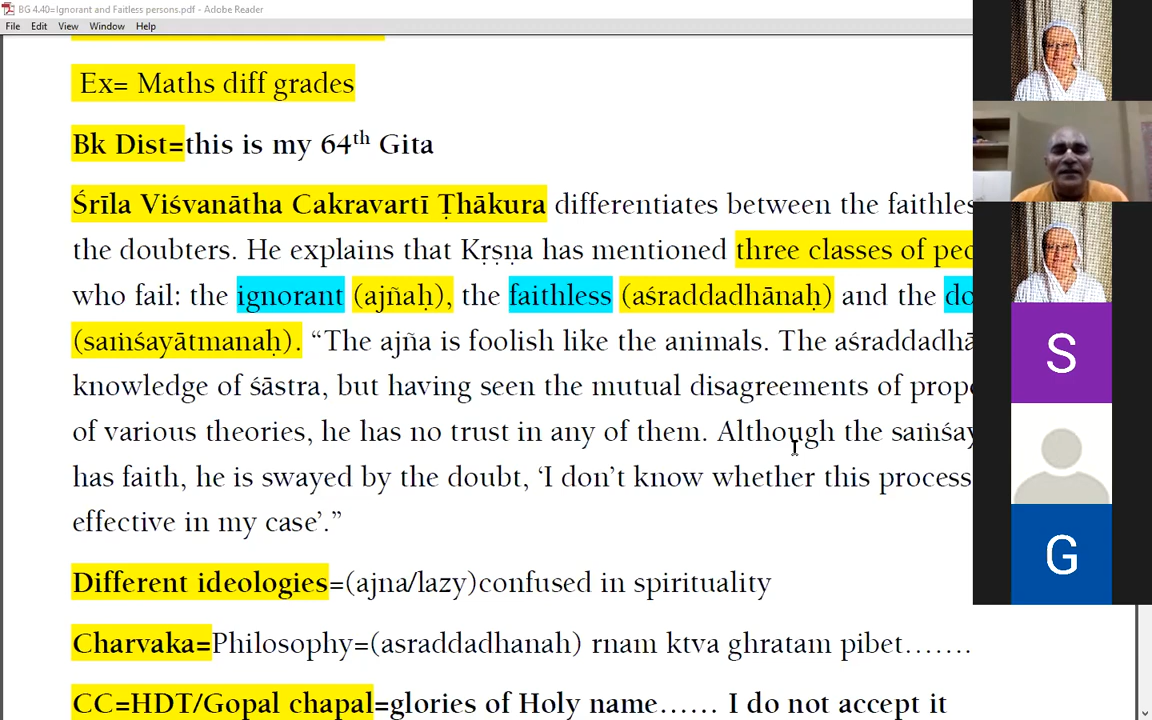 BG 4.40=Ignorant and Faitless persons.pdf - Adobe Reader
File Edit View Window Help
Ex= Maths diff grades
Bk Dist=this is my 64th Gita
Śrīla Viśvanātha Cakravartī Ṭhākura differentiates between the faithles
the doubters. He explains that Kṛṣṇa has mentioned three classes of peo
who fail: the ignorant (ajñaḥ), the faithless (aśraddadhānaḥ) and the do
(saṁśayātmanaḥ). “The ajña is foolish like the animals. The aśraddadhā
knowledge of śāstra, but having seen the mutual disagreements of propo
of various theories, he has no trust in any of them. Although the saṁśay
has faith, he is swayed by the doubt, ‘I don’t know whether this process
effective in my case’.”
Different ideologies=(ajna/lazy)confused in spirituality
Charvaka=Philosophy=(asraddadhanah) rnam ktva ghratam pibet.......
CC=HDT/Gopal chapal=glories of Holy name...... I do not accept it
S
G